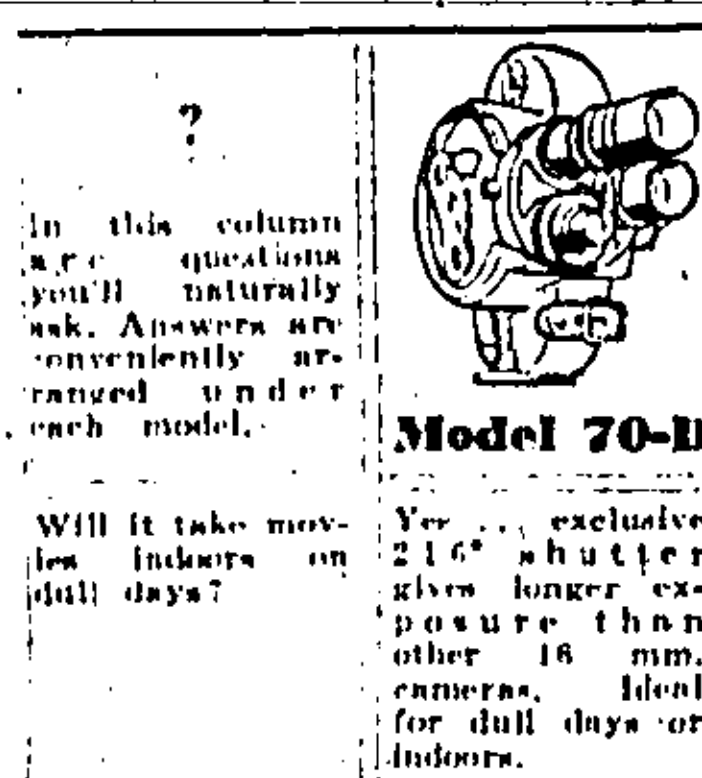 ?
In this column
are questions
you'll naturally
ask. Answers are
conveniently ar-
ranged under
each model.
Model 70-D
Will it take mov-
ies indoors on
dull days?
Yes ... exclusive
216° shutter
gives longer ex-
posure than
other 16 mm.
cameras. Ideal
for dull days or
indoors.